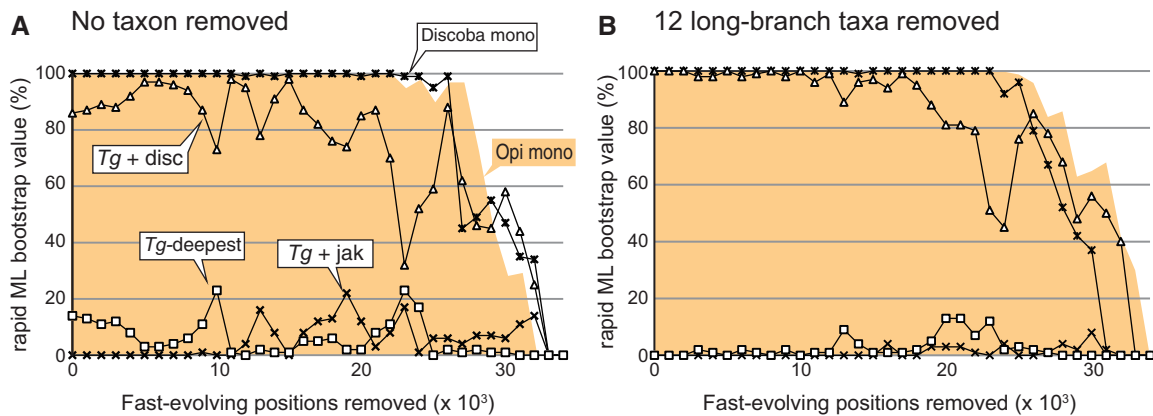 A
No taxon removed
Discoba mono
Tg + disc
Opi mono
Tg-deepest
Tg + jak
rapid ML bootstrap value (%)
100
80
60
40
20
0
0
10
20
30
Fast-evolving positions removed (x 10³)
B
12 long-branch taxa removed
rapid ML bootstrap value (%)
100
80
60
40
20
0
0
10
20
30
Fast-evolving positions removed (x 10³)